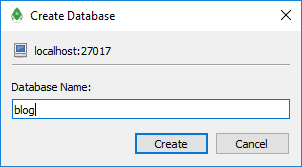 Create Database
localhost:27017
Database Name:
blog
Create Cancel